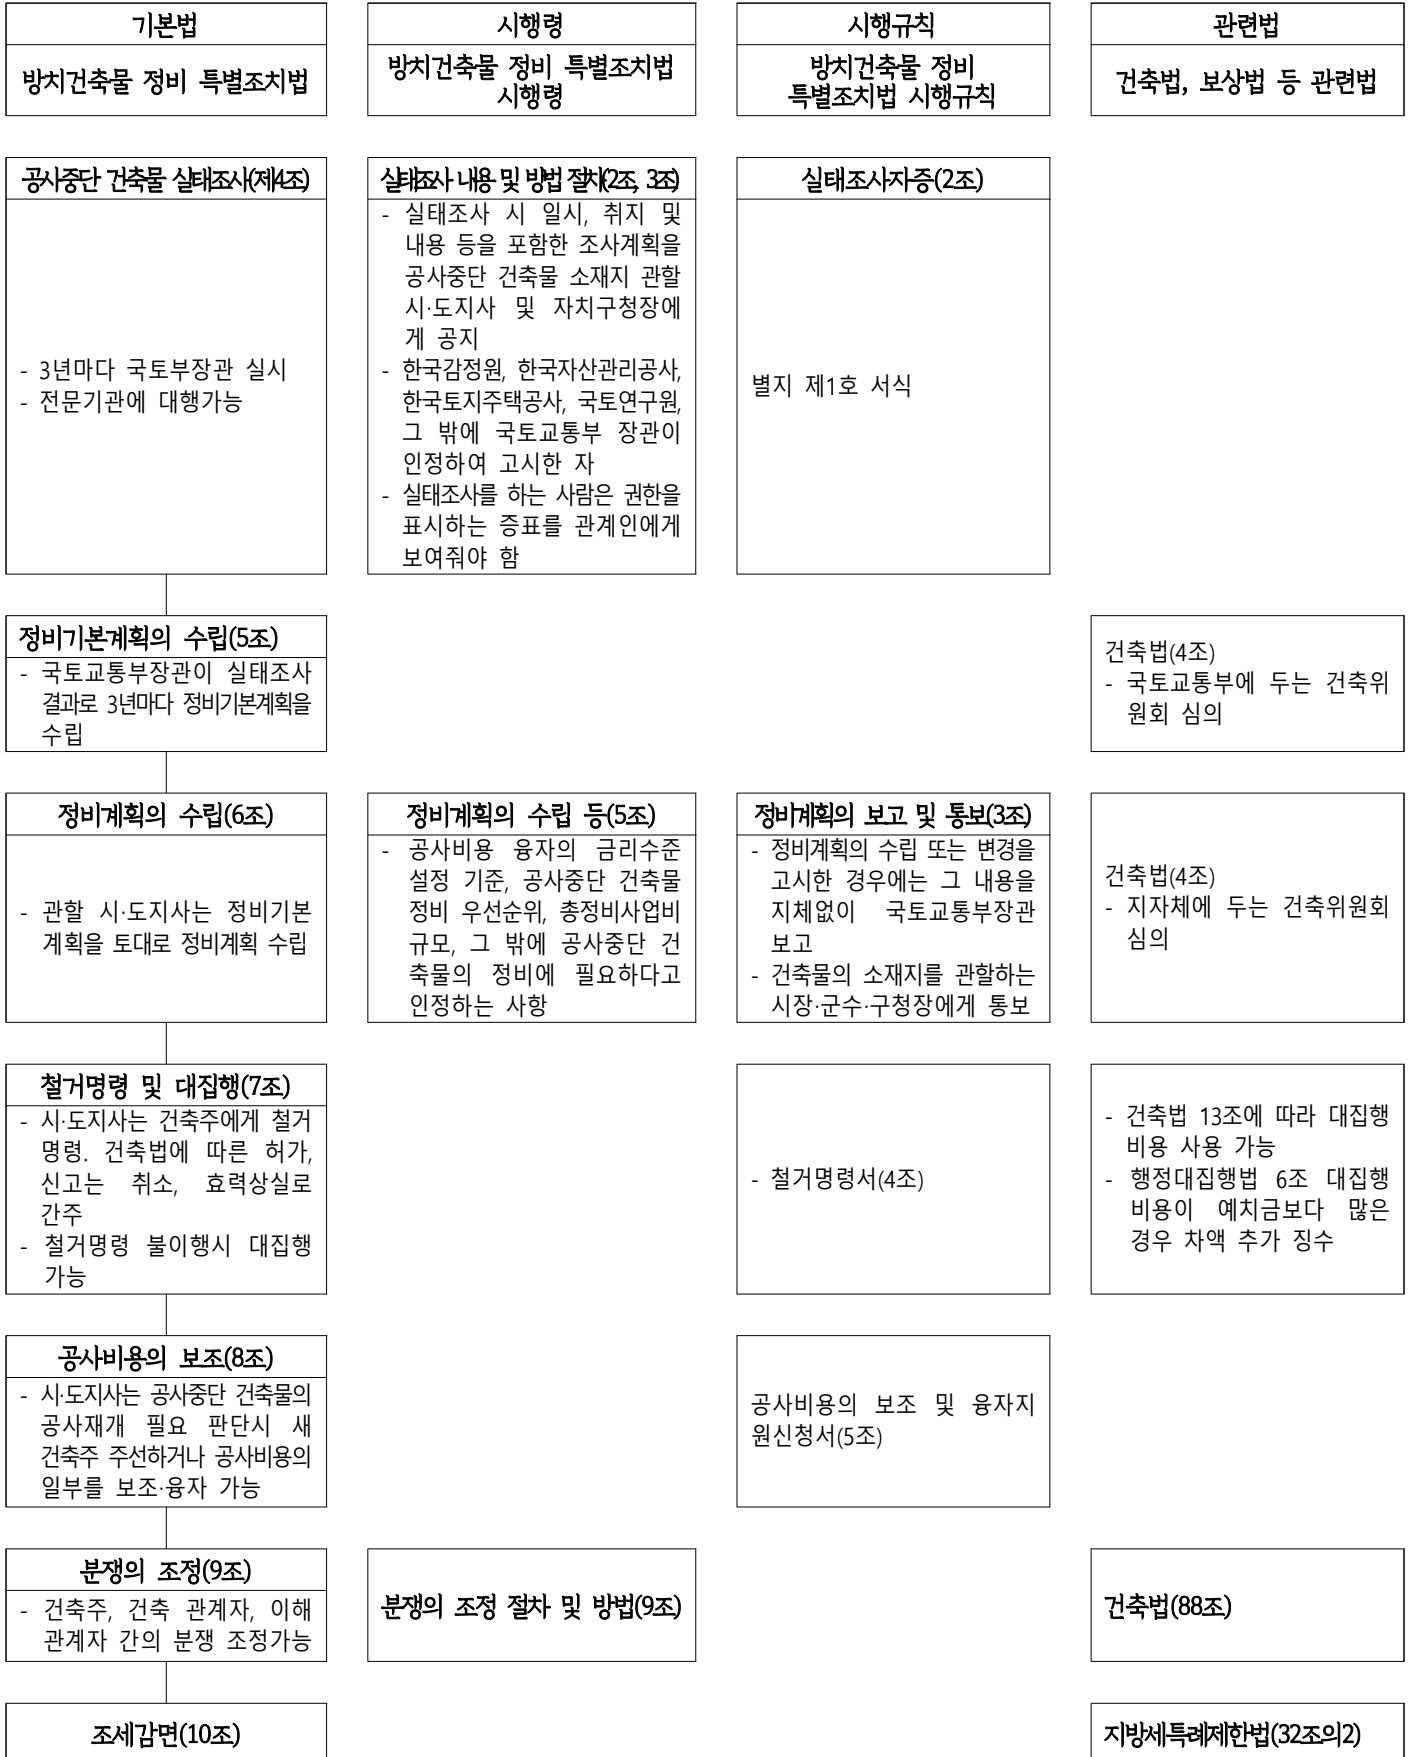 기본법
방치건축물 정비 특별조치법
시행령
방치건축물 정비 특별조치법
시행령
시행규칙
방치건축물 정비
특별조치법 시행규칙
관련법
건축법, 보상법 등 관련법
공사중단 건축물 실태조사(제4조)
- 3년마다 국토부장관 실시
- 전문기관에 대행가능
실태조사 내용 및 방법 절차(2조, 3조)
- 실태조사 시 일시, 취지 및
내용 등을 포함한 조사계획을
공사중단 건축물 소재지 관할
시·도지사 및 자치구청장에
게 공지
- 한국감정원, 한국자산관리공사,
한국토지주택공사, 국토연구원,
그 밖에 국토교통부 장관이
인정하여 고시한 자
- 실태조사를 하는 사람은 권한을
표시하는 증표를 관계인에게
보여줘야 함
실태조사자증(2조)
별지 제1호 서식
정비기본계획의 수립(5조)
- 국토교통부장관이 실태조사
결과로 3년마다 정비기본계획을
수립
건축법(4조)
- 국토교통부에 두는 건축위
원회 심의
정비계획의 수립(6조)
- 관할 시·도지사는 정비기본
계획을 토대로 정비계획 수립
정비계획의 수립 등(5조)
- 공사비용 융자의 금리수준
설정 기준, 공사중단 건축물
정비 우선순위, 총정비사업비
규모, 그 밖에 공사중단 건
축물의 정비에 필요하다고
인정하는 사항
정비계획의 보고 및 통보(3조)
- 정비계획의 수립 또는 변경을
고시한 경우에는 그 내용을
지체없이 국토교통부장관
보고
- 건축물의 소재지를 관할하는
시장·군수·구청장에게 통보
건축법(4조)
- 지자체에 두는 건축위원회
심의
철거명령 및 대집행(7조)
- 시·도지사는 건축주에게 철거
명령. 건축법에 따른 허가,
신고는 취소, 효력상실로
간주
- 철거명령 불이행시 대집행
가능
- 철거명령서(4조)
- 건축법 13조에 따라 대집행
비용 사용 가능
- 행정대집행법 6조 대집행
비용이 예치금보다 많은
경우 차액 추가 징수
공사비용의 보조(8조)
- 시·도지사는 공사중단 건축물의
공사재개 필요 판단시 새
건축주 주선하거나 공사비용의
일부를 보조·융자 가능
공사비용의 보조 및 융자지
원신청서(5조)
분쟁의 조정(9조)
- 건축주, 건축 관계자, 이해
관계자 간의 분쟁 조정가능
분쟁의 조정 절차 및 방법(9조)
건축법(88조)
조세감면(10조)
지방세특례제한법(32조의2)